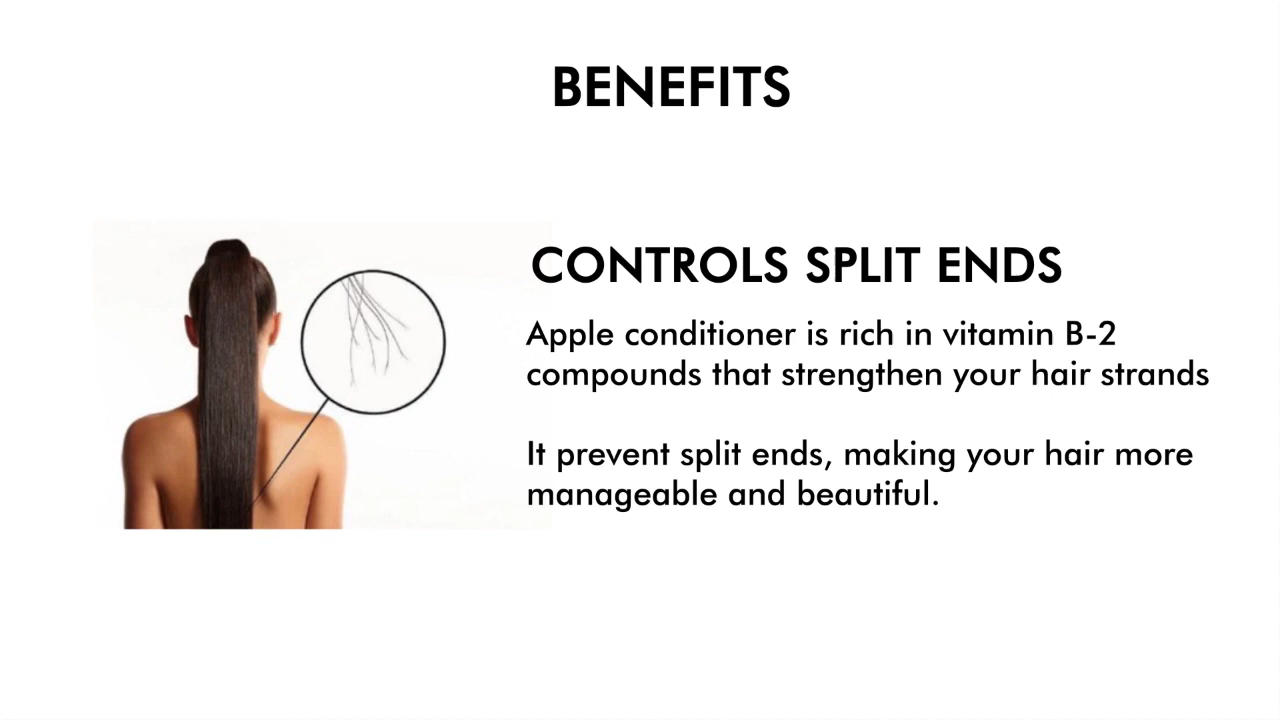 BENEFITS
CONTROLS SPLIT ENDS
Apple conditioner is rich in vitamin B-2
compounds that strengthen your hair strands
It prevent split ends, making your hair more
manageable and beautiful.